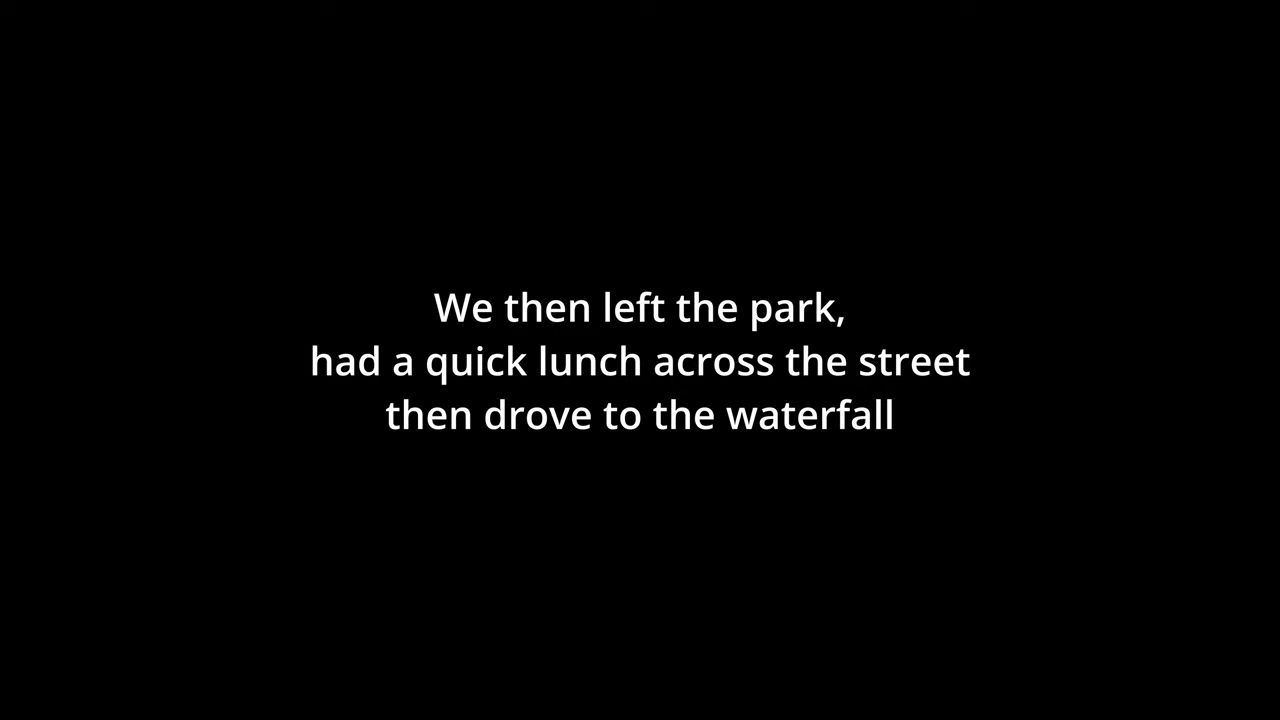 We then left the park,
had a quick lunch across the street
then drove to the waterfall